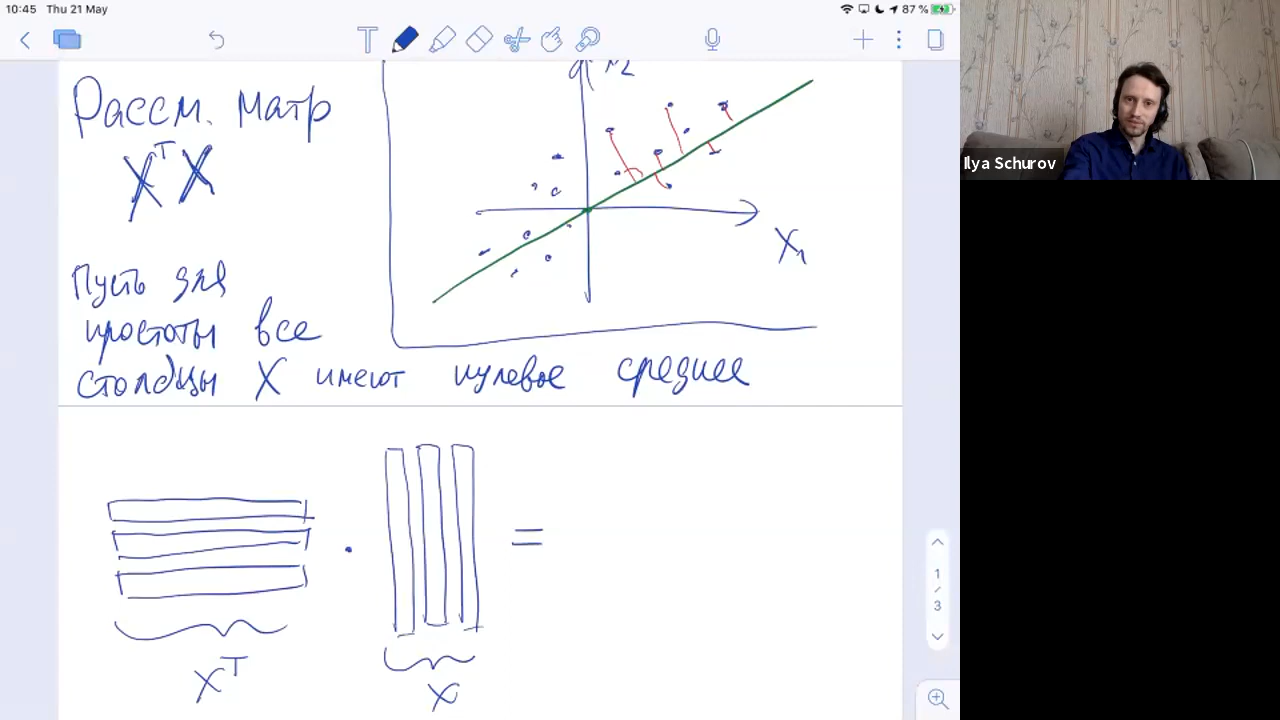 10:45 Thu 21 May
87 %
T
Рассм. матр
XᵀX
Пусть для
простоты все
столбцы X имеют нулевое среднее
X₁
X₂
·
=
Xᵀ
X
1
/
3
Ilya Schurov